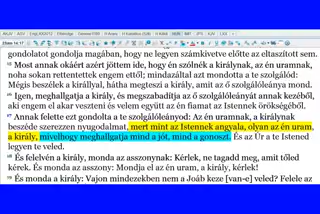 gondolatot gondolja magában, hogy ne legyen számkivetve előtte az eltaszított sem.
15 Most annak okáért azért jöttem ide, hogy én szólnék a királynak, az én uramnak,
noha sokan rettentettek engem ettől; mindazáltal azt mondotta a te szolgálód:
Mégis beszélek a királlyal, hátha megteszi a király, amit az ő szolgálóleánya mond.
16 Igen, meghallgatja a király, és megszabadítja az ő szolgálóleányát annak kezéből,
aki engem el akar veszteni és velem együtt az én fiamat az Istennek örökségéből.
17 Annak felette ezt gondolta a te szolgálóleányod: Az én uramnak, a királynak
beszéde szerezzen nyugodalmat, mert mint az Istennek angyala, olyan az én uram,
a király, mivelhogy meghallgatja mind a jót, mind a gonoszt. És az Úr a te Istened
legyen te veled.
18 És felelvén a király, monda az asszonynak: Kérlek, ne tagadd meg, amit tőled
kérek. És monda az asszony: Mondja el az én uram, a király.
19 És monda a király: Vajon mindezekben nem a Joáb keze [van-e] veled? Felele az